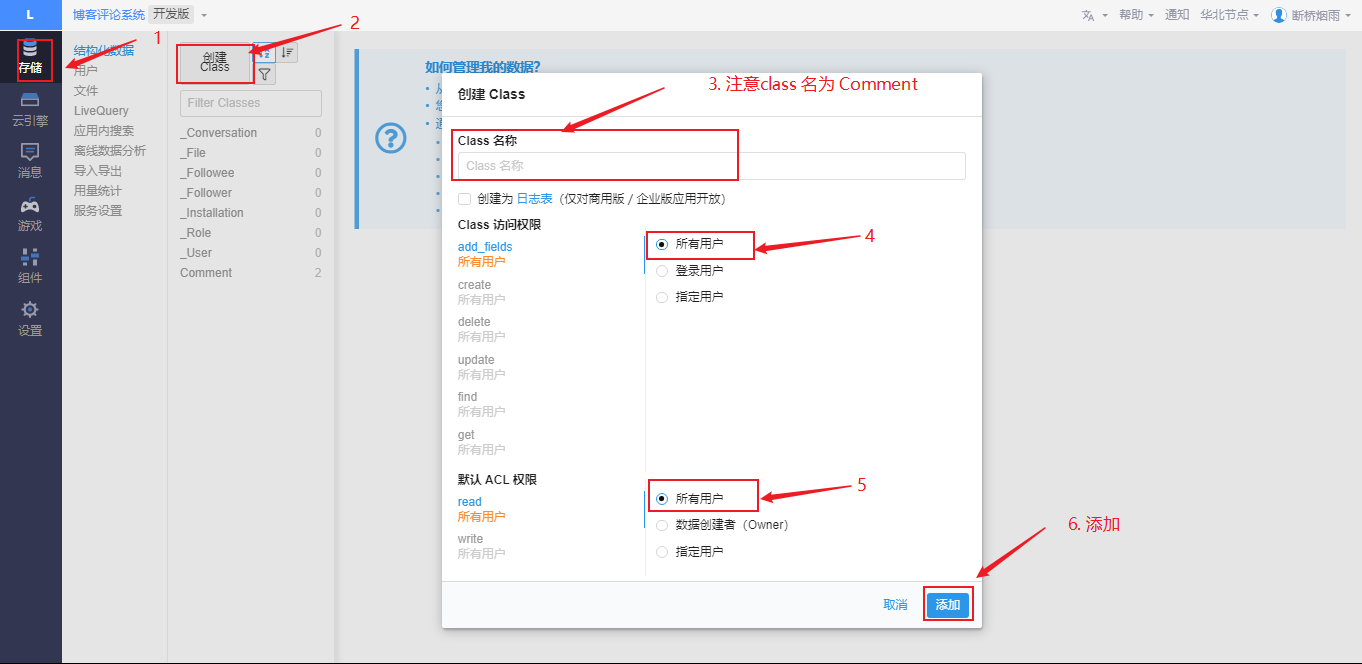 L
博客评论系统 开发版
帮助 通知 华北节点 断桥烟雨
1
2
存储
云引擎
消息
游戏
组件
设置
结构化数据
用户
文件
LiveQuery
应用内搜索
离线数据分析
导入导出
用量统计
服务设置
创建
Class
Filter Classes
_Conversation 0
_File 0
_Followee 0
_Follower 0
_Installation 0
_Role 0
_User 0
Comment 2
如何管理我的数据?
3. 注意class 名为 Comment
创建 Class
Class 名称
Class 名称
创建为 日志表（仅对商用版 / 企业版应用开放）
Class 访问权限
add_fields
所有用户
create
所有用户
delete
所有用户
update
所有用户
find
所有用户
get
所有用户
所有用户
登录用户
指定用户
4
默认 ACL 权限
read
所有用户
write
所有用户
所有用户
数据创建者（Owner）
指定用户
5
6. 添加
取消 添加